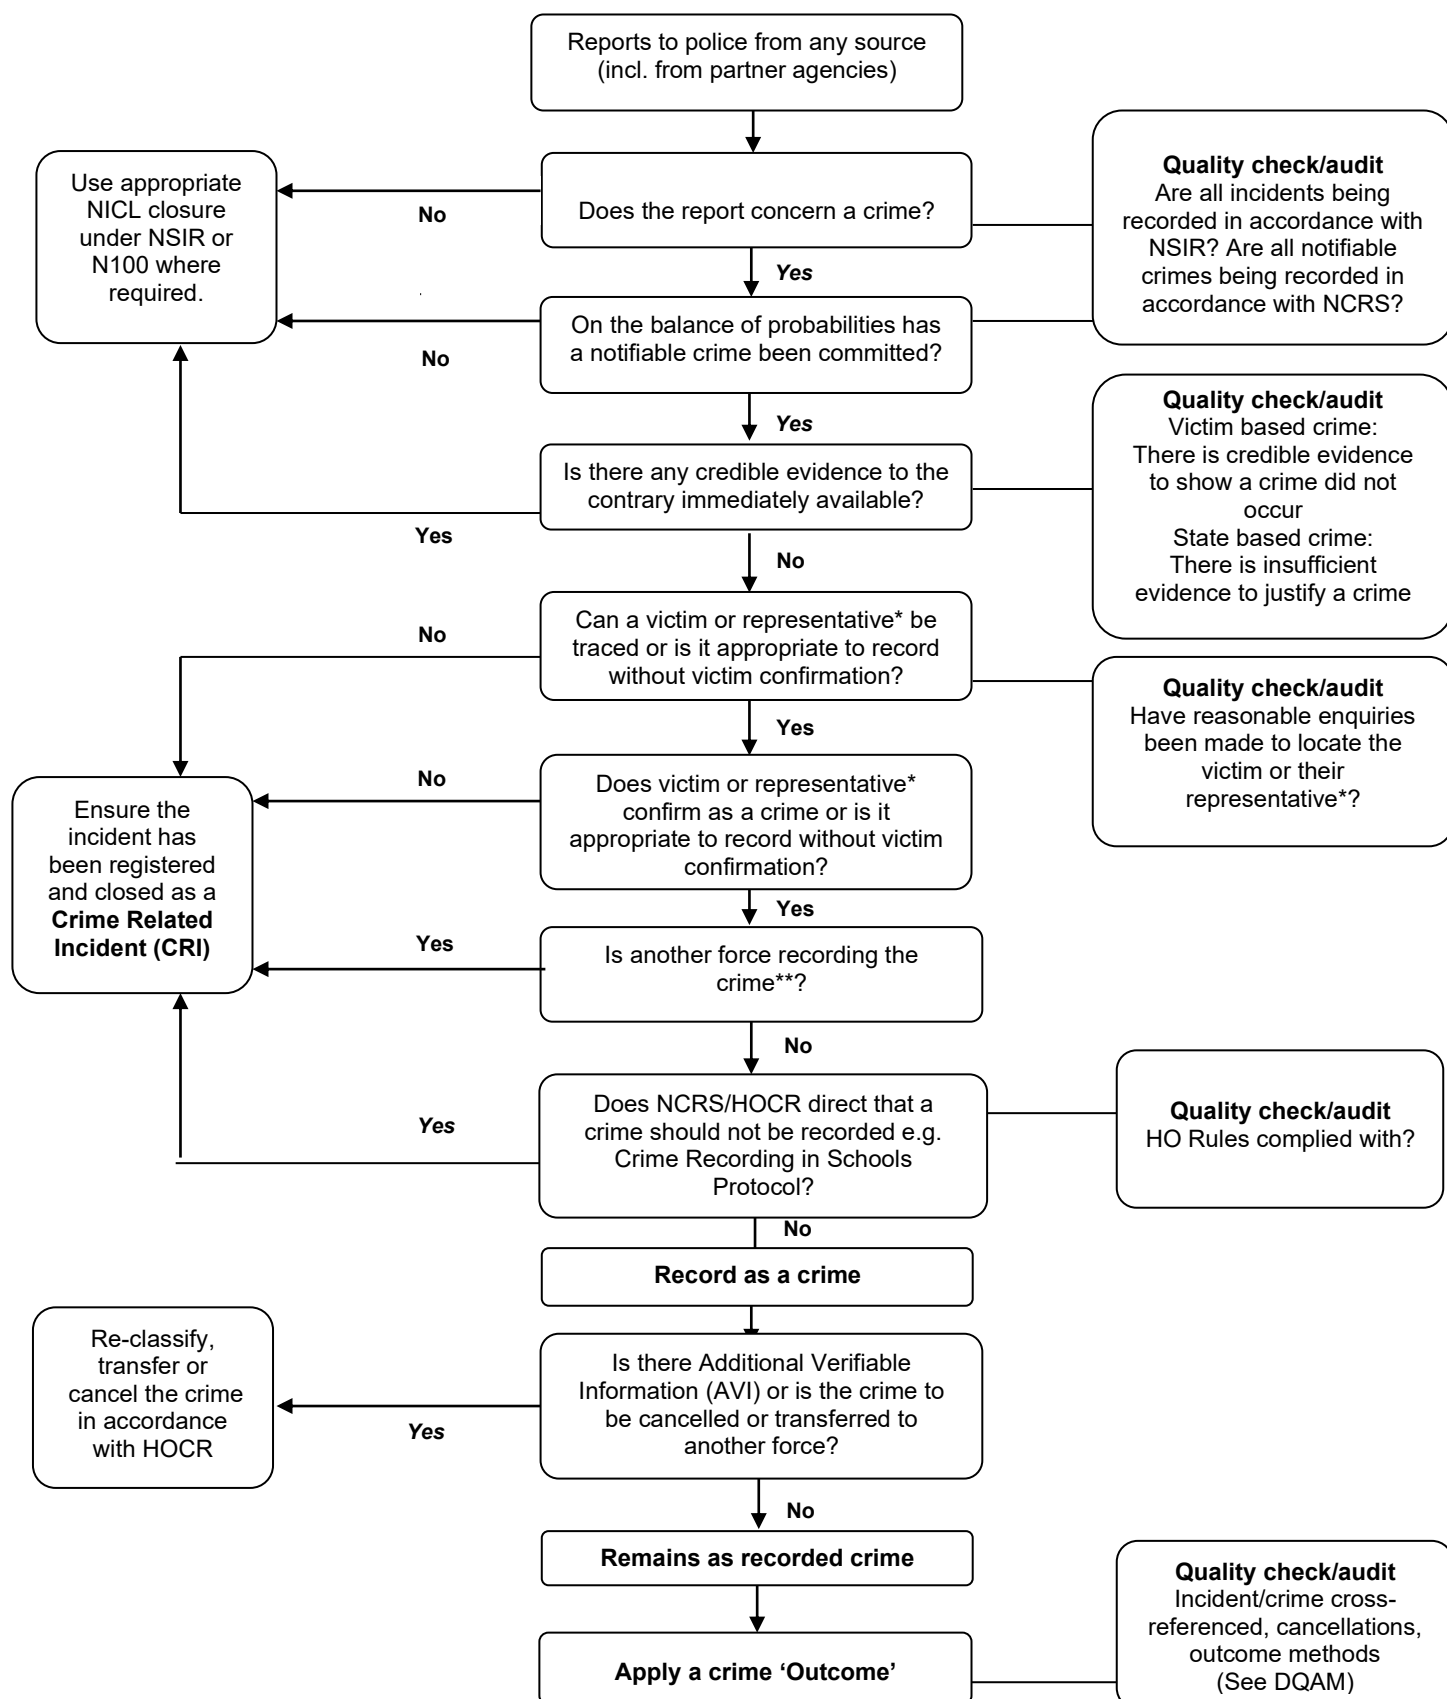 Reports to police from any source
(incl. from partner agencies)
Use appropriate
NICL closure
under NSIR or
N100 where
required.
No
Does the report concern a crime?
Quality check/audit
Are all incidents being
recorded in accordance with
NSIR? Are all notifiable
crimes being recorded in
accordance with NCRS?
Yes
On the balance of probabilities has
a notifiable crime been committed?
No
Yes
Is there any credible evidence to the
contrary immediately available?
Quality check/audit
Victim based crime:
There is credible evidence
to show a crime did not
occur
State based crime:
There is insufficient
evidence to justify a crime
Yes
No
Can a victim or representative* be
traced or is it appropriate to record
without victim confirmation?
No
Quality check/audit
Have reasonable enquiries
been made to locate the
victim or their
representative*?
Yes
Does victim or representative*
confirm as a crime or is it
appropriate to record without victim
confirmation?
No
Ensure the
incident has
been registered
and closed as a
Crime Related
Incident (CRI)
Yes
Is another force recording the
crime**?
Yes
No
Does NCRS/HOCR direct that a
crime should not be recorded e.g.
Crime Recording in Schools
Protocol?
Yes
Quality check/audit
HO Rules complied with?
No
Record as a crime
Is there Additional Verifiable
Information (AVI) or is the crime to
be cancelled or transferred to
another force?
Yes
Re-classify,
transfer or
cancel the crime
in accordance
with HOCR
No
Remains as recorded crime
Apply a crime ‘Outcome’
Quality check/audit
Incident/crime cross-
referenced, cancellations,
outcome methods
(See DQAM)